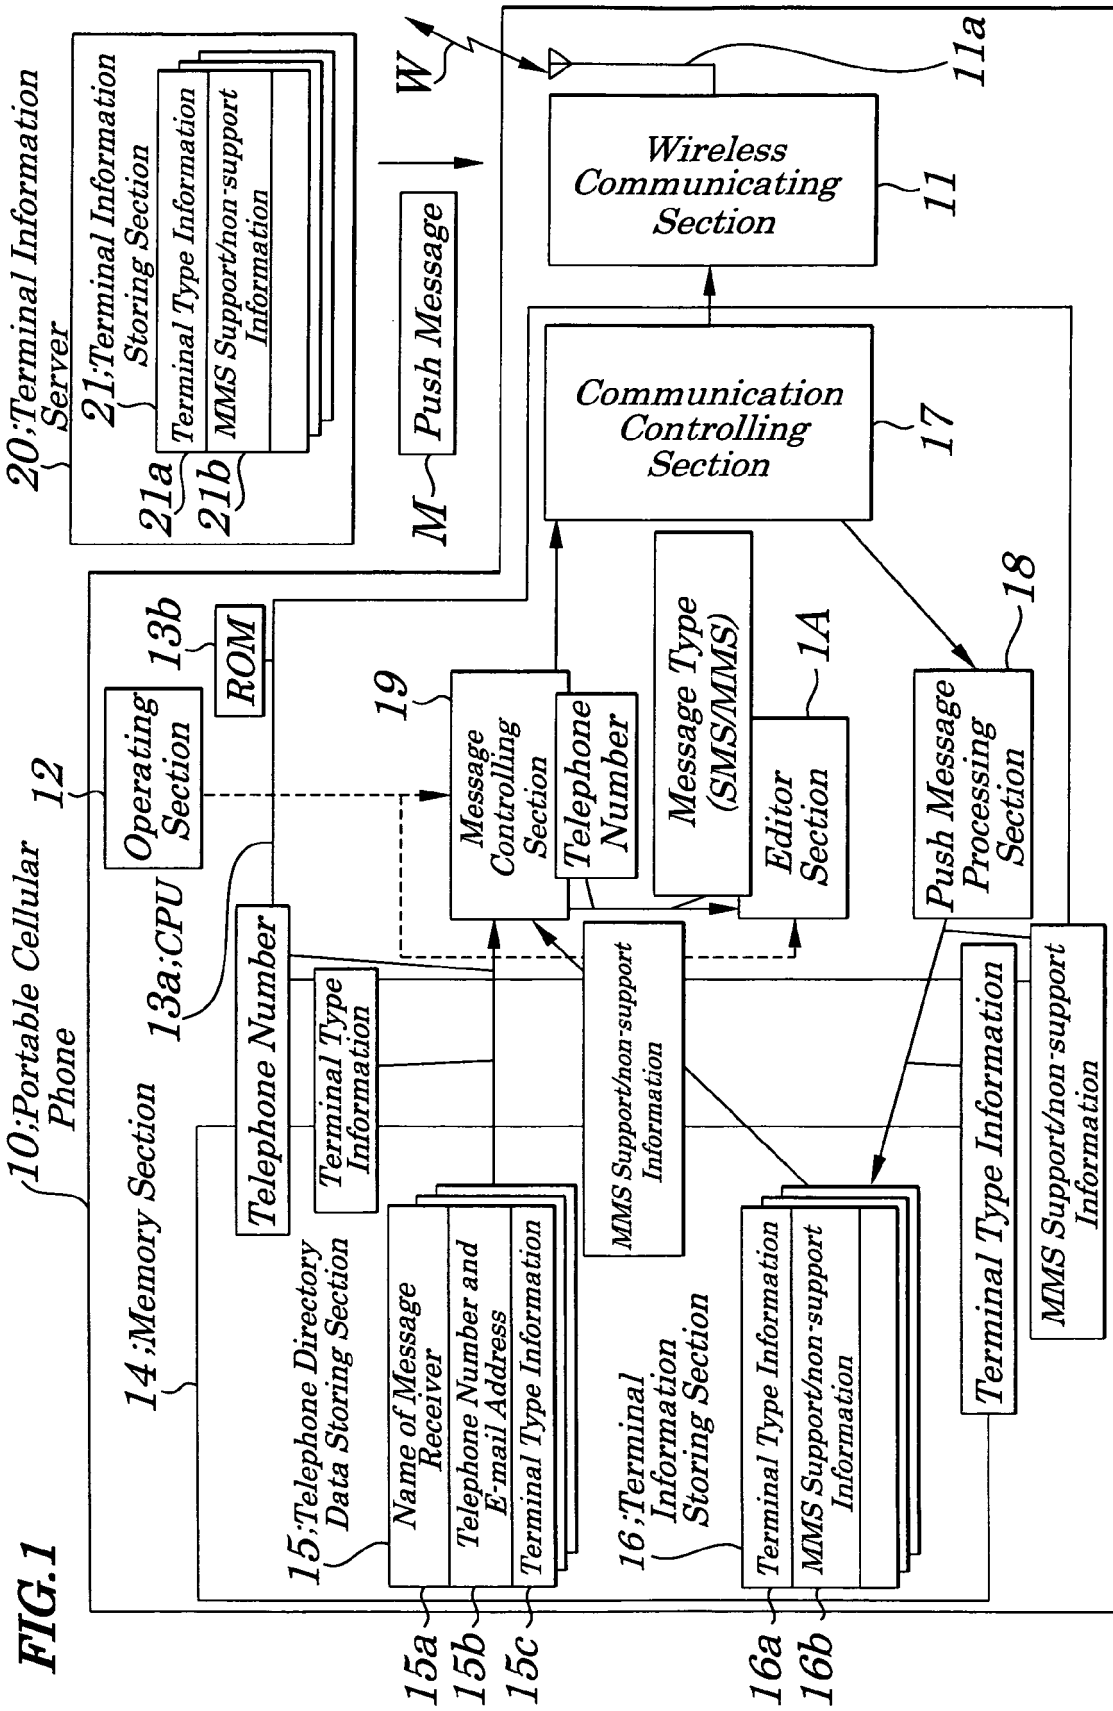 FIG.1
10;Portable Cellular
Phone
20;Terminal Information
Server
21;Terminal Information
Storing Section
Terminal Type Information
MMS Support/non-support
Information
21a
21b
M
Push Message
W
11a
Wireless
Communicating
Section
11
12
Operating
Section
13b
ROM
13a;CPU
14;Memory Section
Telephone Number
Terminal Type
Information
15;Telephone Directory
Data Storing Section
Name of Message
Receiver
Telephone Number and
E-mail Address
Terminal Type Information
15a
15b
15c
16;Terminal
Information
Storing Section
Terminal Type Information
MMS Support/non-support
Information
16a
16b
MMS Support/non-support
Information
19
Message
Controlling
Section
Telephone
Number
Message Type
(SMS/MMS)
Editor
Section
1A
Communication
Controlling
Section
17
Push Message
Processing
Section
18
Terminal Type Information
MMS Support/non-support
Information